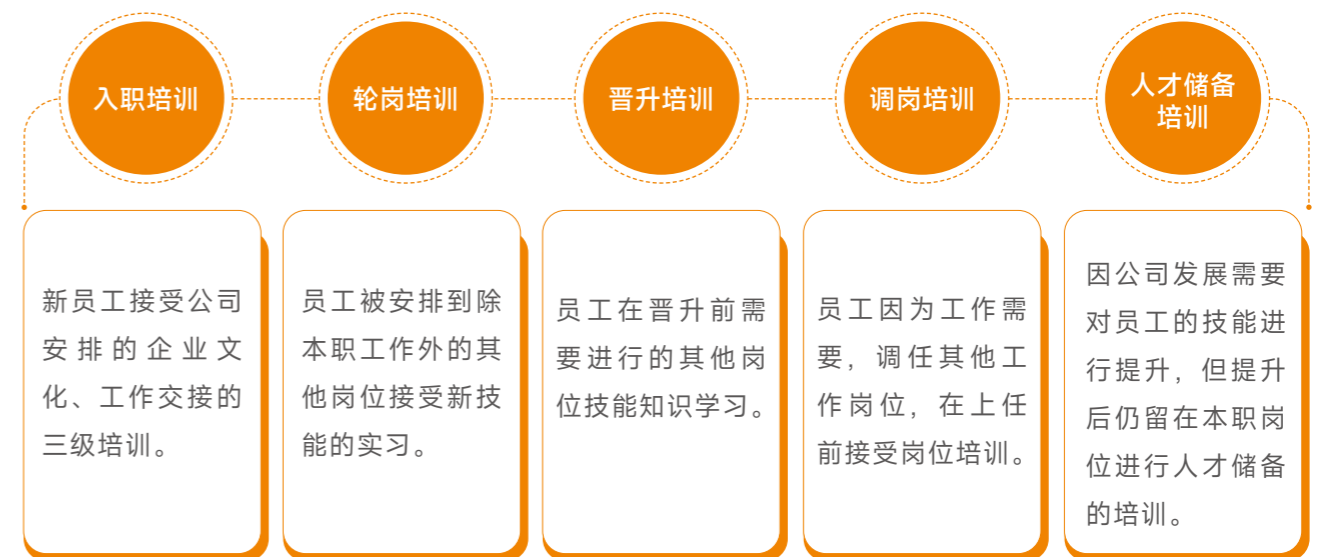 入职培训
轮岗培训
晋升培训
调岗培训
人才储备
培训
新员工接受公司
安排的企业文
化、工作交接的
三级培训。
员工被安排到除
本职工作外的其
他岗位接受新技
能的实习。
员工在晋升前需
要进行的其他岗
位技能知识学习。
员工因为工作需
要，调任其他工
作岗位，在上任
前接受岗位培训。
因公司发展需要
对员工的技能进
行提升，但提升
后仍留在本职岗
位进行人才储备
的培训。